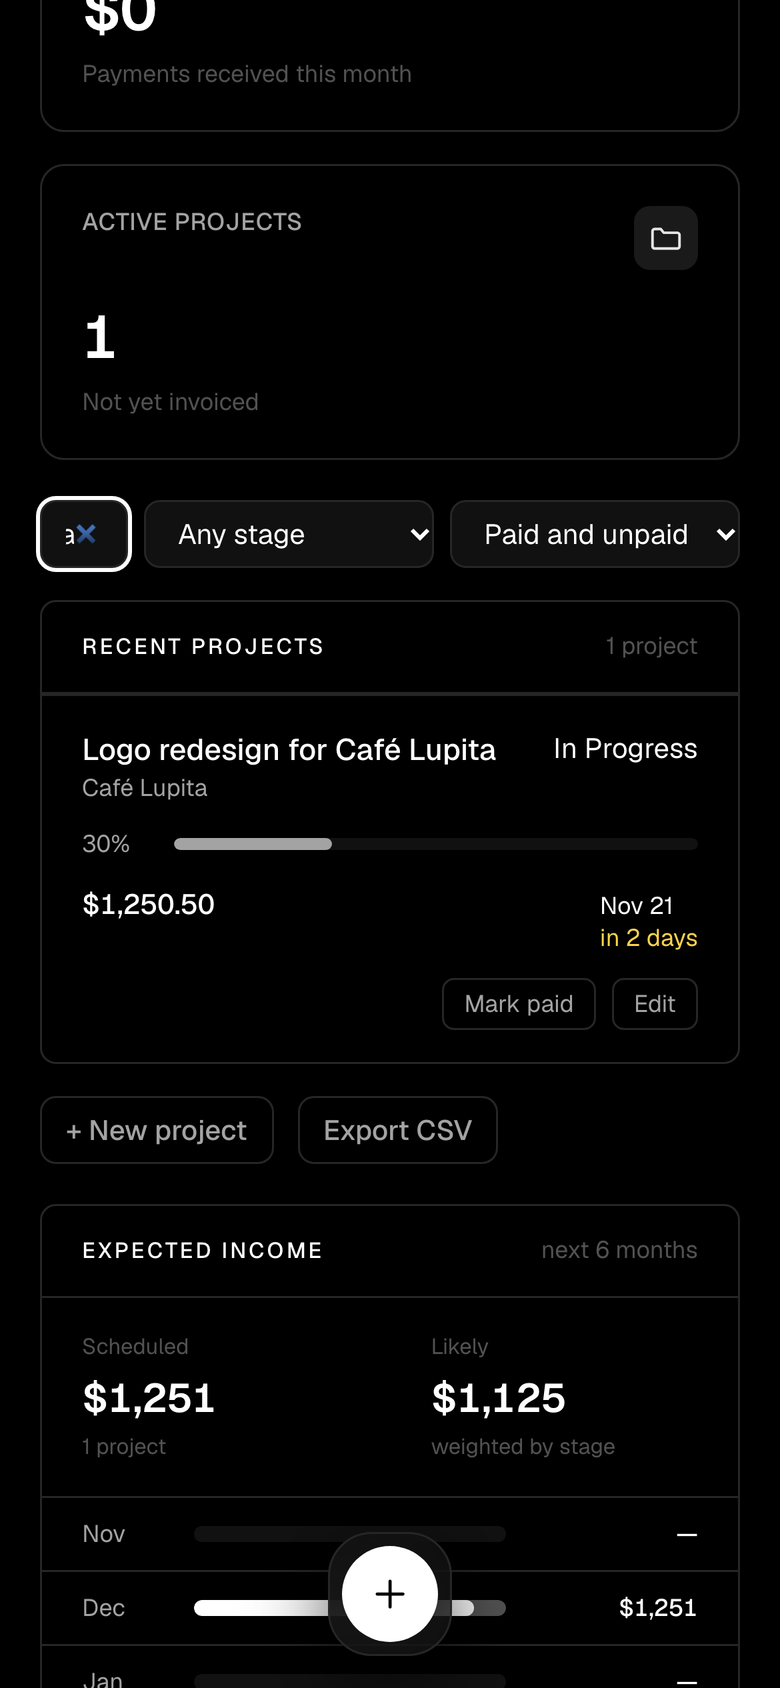 $0
Payments received this month
ACTIVE PROJECTS
1
Not yet invoiced
a
Any stage
Paid and unpaid
RECENT PROJECTS
1 project
Logo redesign for Café Lupita
In Progress
Café Lupita
30%
$1,250.50
Nov 21
in 2 days
Mark paid
Edit
+ New project
Export CSV
EXPECTED INCOME
next 6 months
Scheduled
Likely
$1,251
$1,125
1 project
weighted by stage
Nov
—
Dec
$1,251
Jan
—